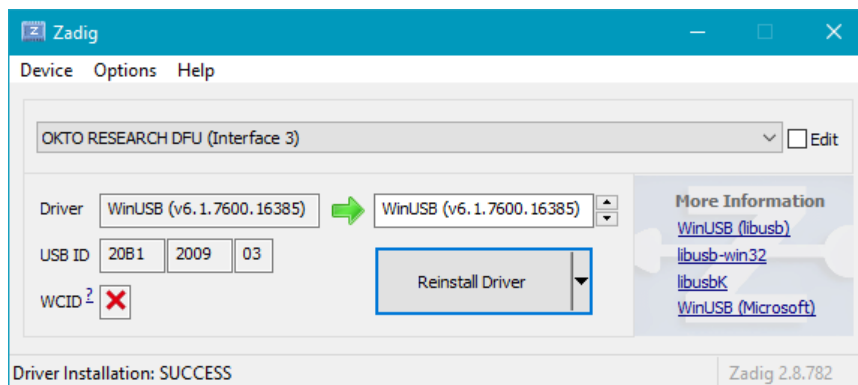 Zadig
Device Options Help
OKTO RESEARCH DFU (Interface 3)
Edit
Driver WinUSB (v6.1.7600.16385) WinUSB (v6.1.7600.16385)
USB ID 20B1 2009 03
WCID ?
Reinstall Driver
More Information
WinUSB (libusb)
libusb-win32
libusbK
WinUSB (Microsoft)
Driver Installation: SUCCESS
Zadig 2.8.782